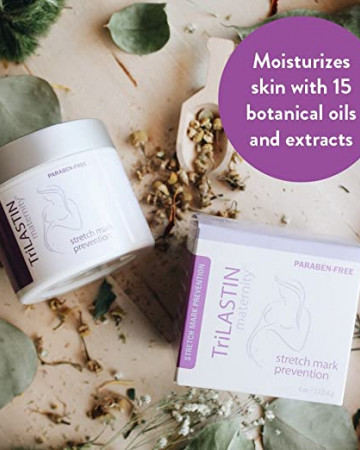 Moisturizes
skin with 15
botanical oils
and extracts
PARABEN-FREE
TriLASTIN
maternity
stretch mark
prevention
STRETCH MARK PREVENTION
PARABEN-FREE
TriLASTIN
maternity
stretch mark
prevention